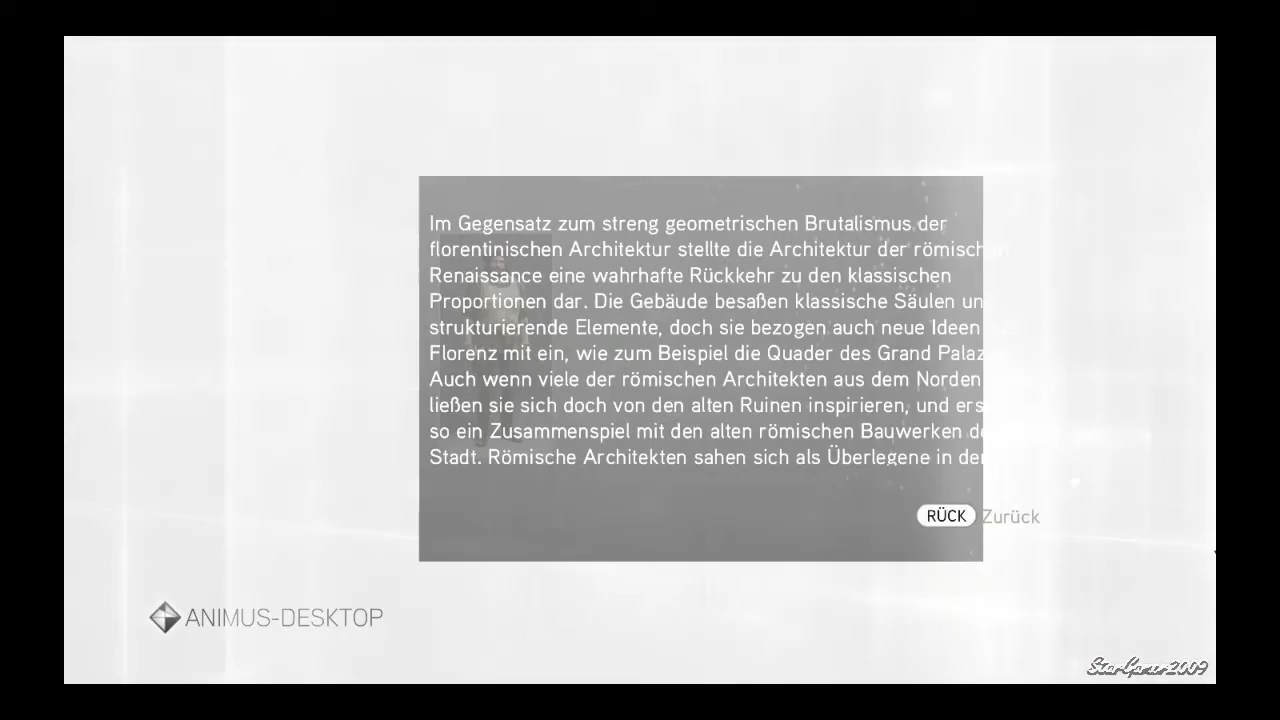 Im Gegensatz zum streng geometrischen Brutalismus der
florentinischen Architektur stellte die Architektur der römischen
Renaissance eine wahrhafte Rückkehr zu den klassischen
Proportionen dar. Die Gebäude besaßen klassische Säulen un
strukturierende Elemente, doch sie bezogen auch neue Ideen
Florenz mit ein, wie zum Beispiel die Quader des Grand Palaz
Auch wenn viele der römischen Architekten aus dem Norden
ließen sie sich doch von den alten Ruinen inspirieren, und ers
so ein Zusammenspiel mit den alten römischen Bauwerken de
Stadt. Römische Architekten sahen sich als Überlegene in der
RÜCK Zurück
ANIMUS-DESKTOP
StarGamer2009